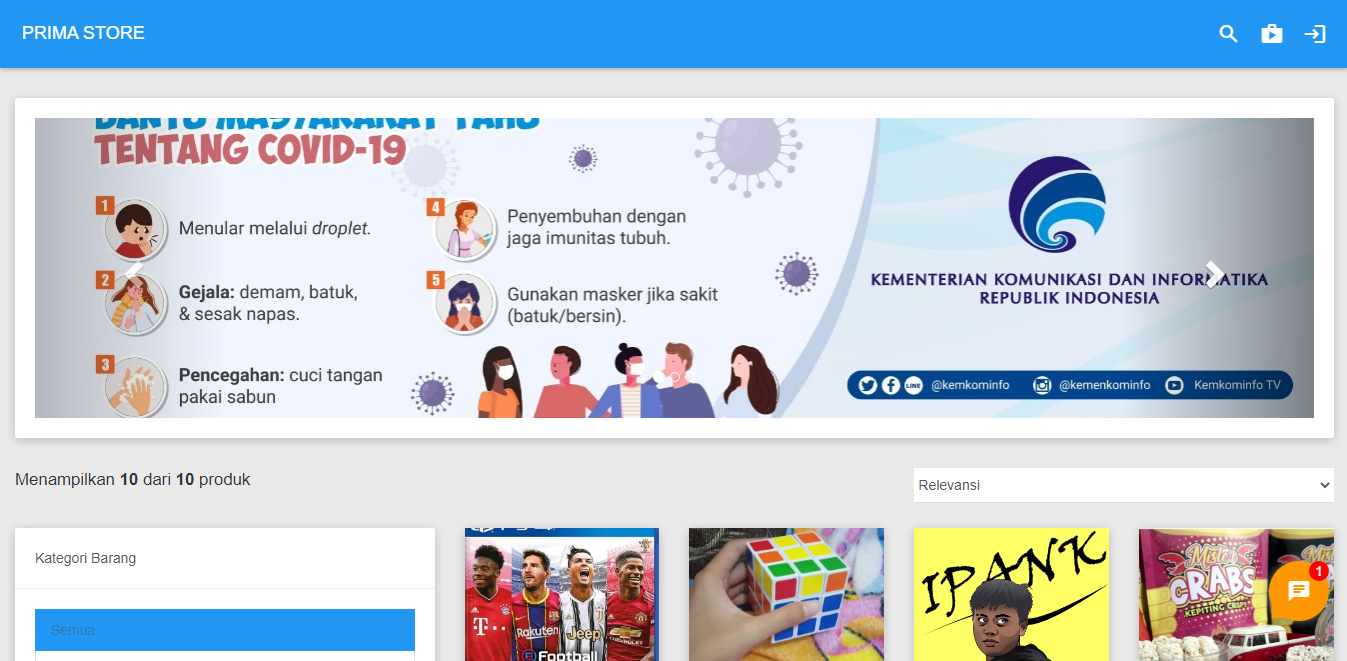 PRIMA STORE
BANTU MASYARAKAT TAHU
TENTANG COVID-19
1
Menular melalui droplet.
2
Gejala: demam, batuk,
& sesak napas.
3
Pencegahan: cuci tangan
pakai sabun
4
Penyembuhan dengan
jaga imunitas tubuh.
5
Gunakan masker jika sakit
(batuk/bersin).
KEMENTERIAN KOMUNIKASI DAN INFORMATIKA
REPUBLIK INDONESIA
LINE @kemkominfo @kemenkominfo Kemkominfo TV
Menampilkan 10 dari 10 produk
Relevansi
Kategori Barang
Semua
T
Rakuten
Jeep
CHEVROLET
eFootball
IPANK
Mister
CRABS
KEPITING CRISPY
Mis
1